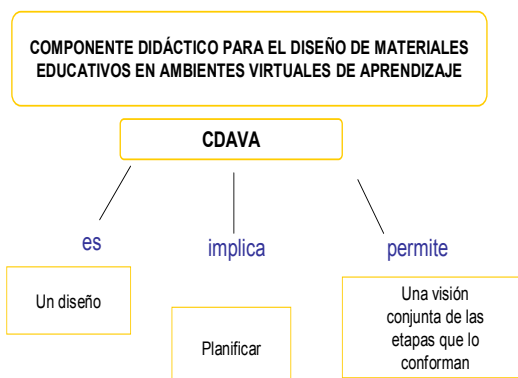 COMPONENTE DIDÁCTICO PARA EL DISEÑO DE MATERIALES
EDUCATIVOS EN AMBIENTES VIRTUALES DE APRENDIZAJE
CDAVA
es
implica
permite
Un diseño
Planificar
Una visión
conjunta de las
etapas que lo
conforman